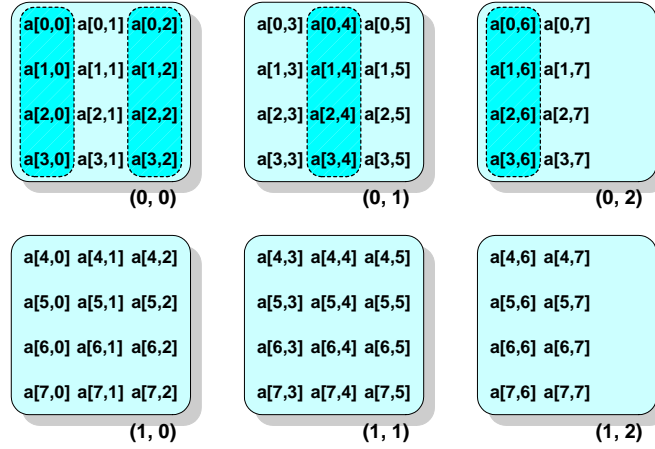 a[0,0] a[0,1] a[0,2] a[0,3] a[0,4] a[0,5] a[0,6] a[0,7]
a[1,0] a[1,1] a[1,2] a[1,3] a[1,4] a[1,5] a[1,6] a[1,7]
a[2,0] a[2,1] a[2,2] a[2,3] a[2,4] a[2,5] a[2,6] a[2,7]
a[3,0] a[3,1] a[3,2] a[3,3] a[3,4] a[3,5] a[3,6] a[3,7]
(0, 0) (0, 1) (0, 2)
a[4,0] a[4,1] a[4,2] a[4,3] a[4,4] a[4,5] a[4,6] a[4,7]
a[5,0] a[5,1] a[5,2] a[5,3] a[5,4] a[5,5] a[5,6] a[5,7]
a[6,0] a[6,1] a[6,2] a[6,3] a[6,4] a[6,5] a[6,6] a[6,7]
a[7,0] a[7,1] a[7,2] a[7,3] a[7,4] a[7,5] a[7,6] a[7,7]
(1, 0) (1, 1) (1, 2)